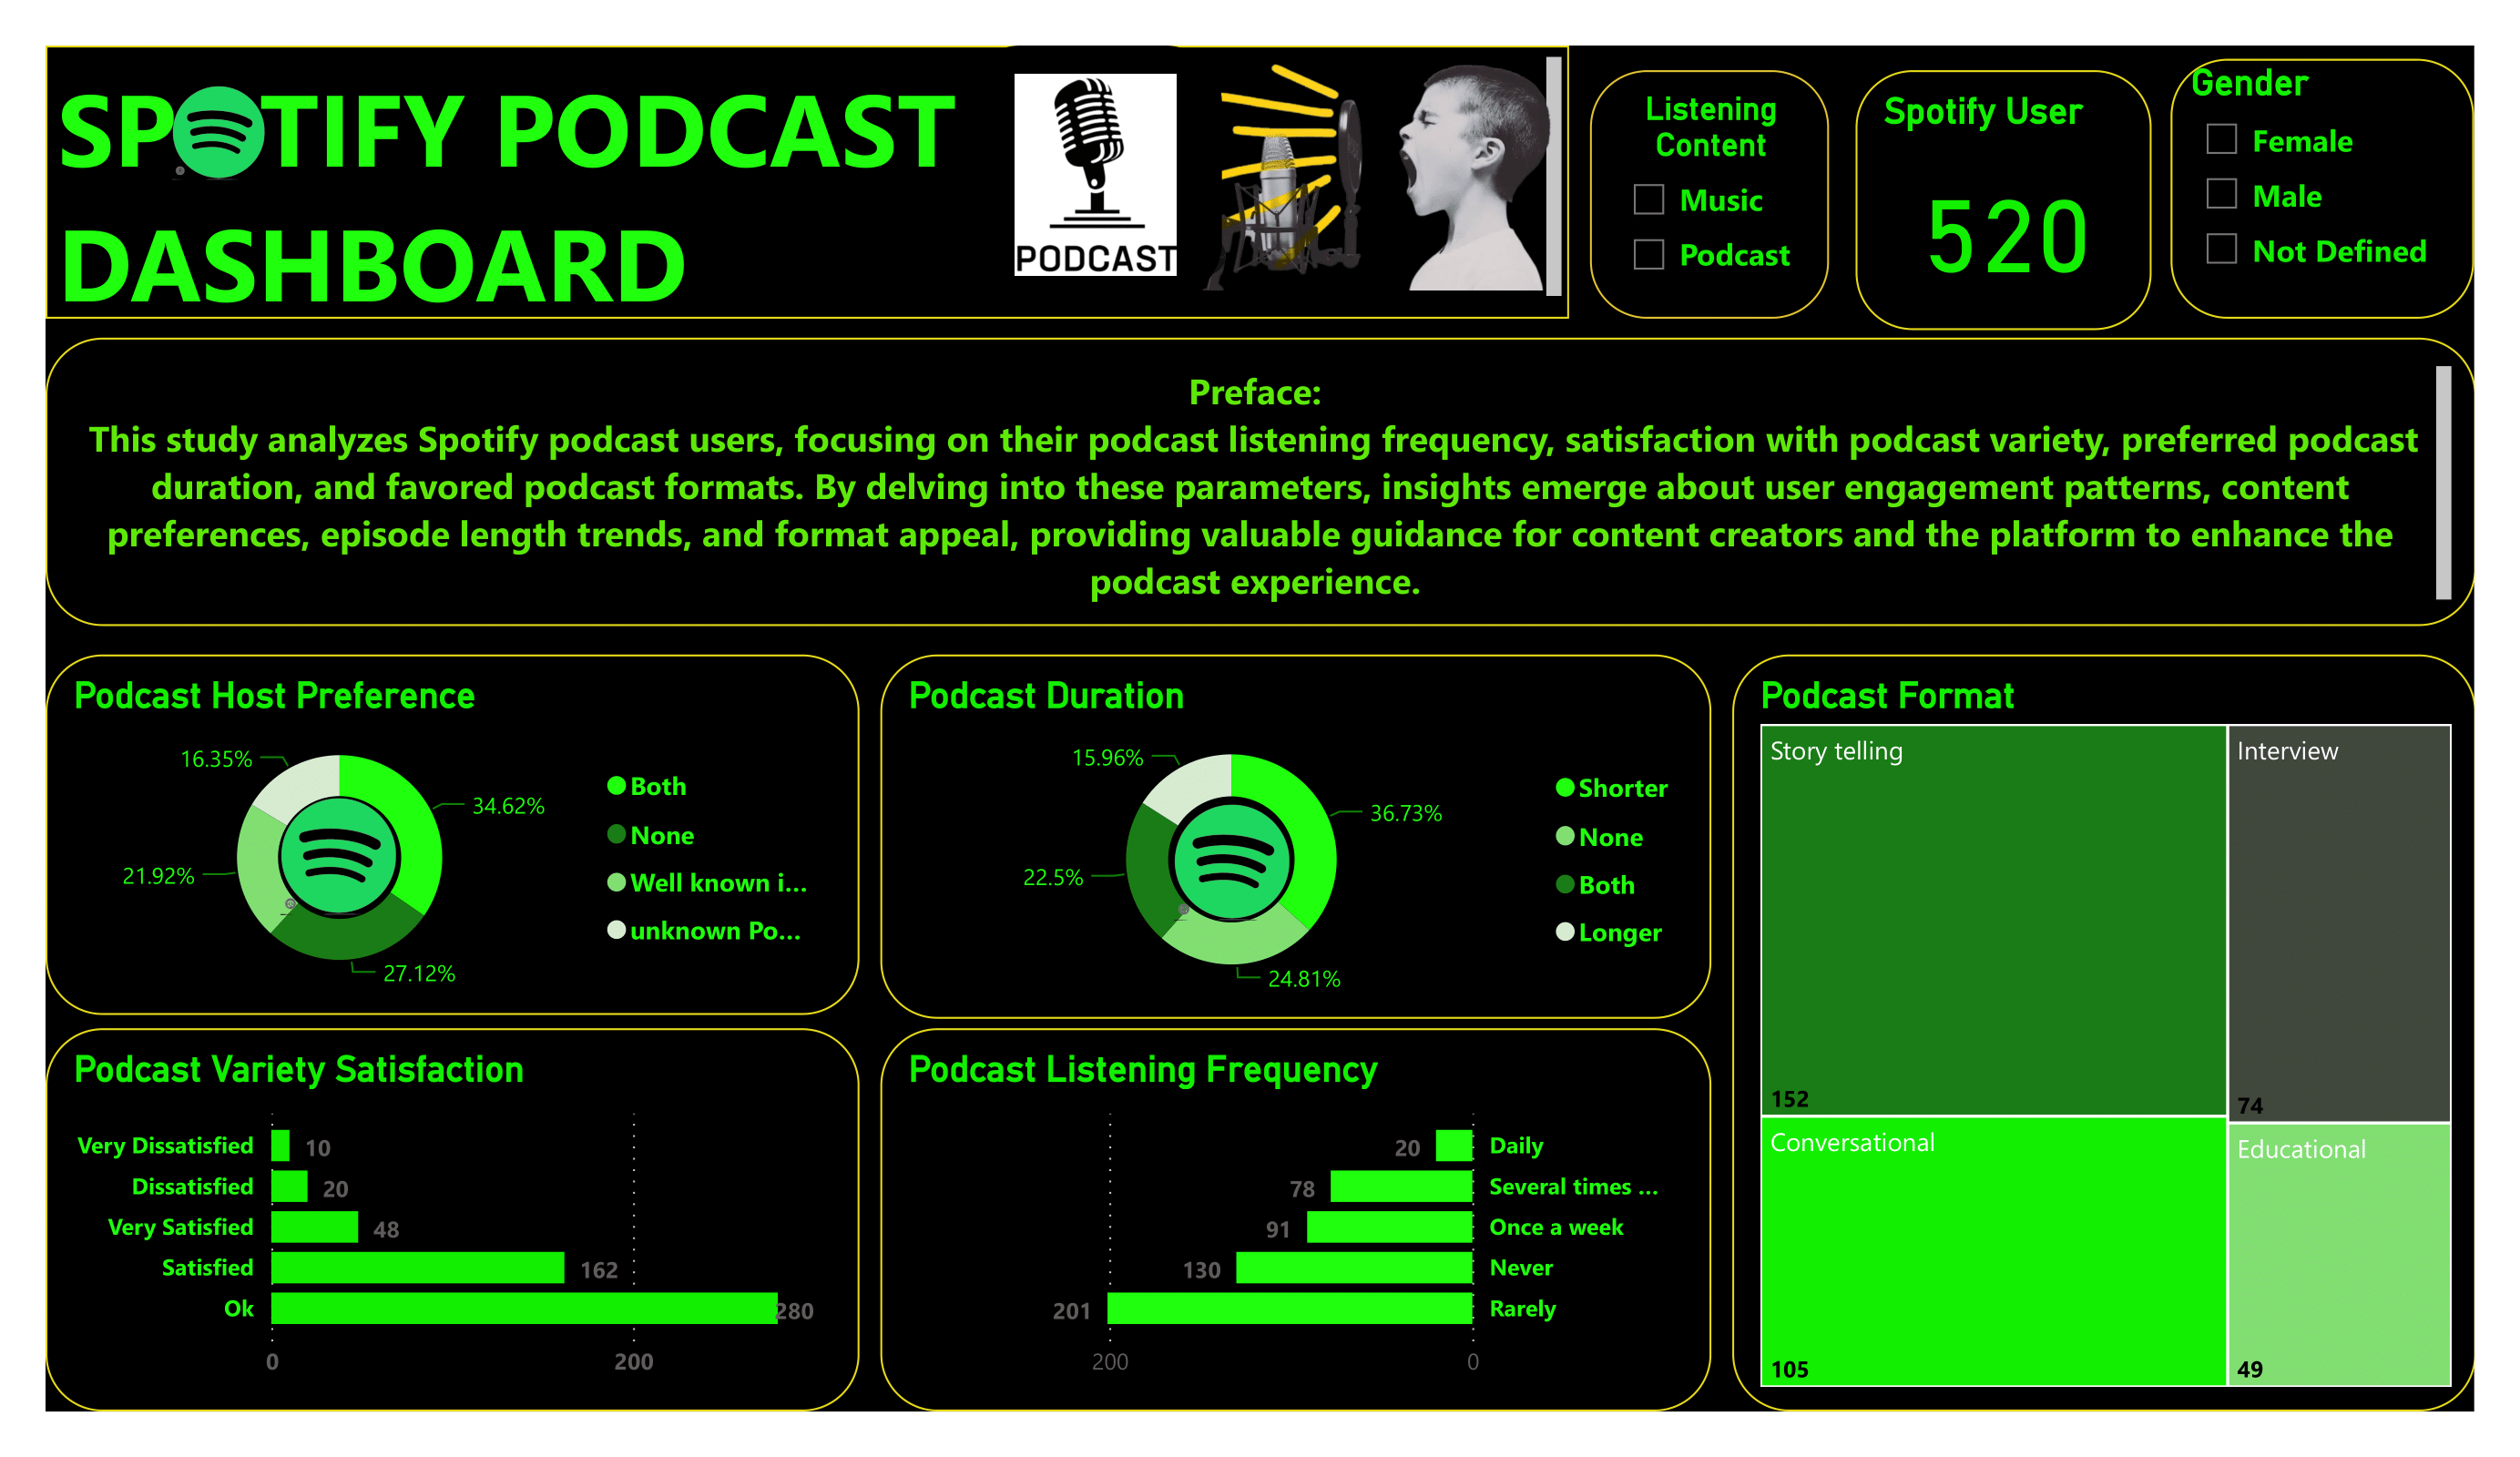 SPOTIFY PODCAST
DASHBOARD
PODCAST
Listening
Content
Music
Podcast
Spotify User
520
Gender
Female
Male
Not Defined
Preface:
This study analyzes Spotify podcast users, focusing on their podcast listening frequency, satisfaction with podcast variety, preferred podcast
duration, and favored podcast formats. By delving into these parameters, insights emerge about user engagement patterns, content
preferences, episode length trends, and format appeal, providing valuable guidance for content creators and the platform to enhance the
podcast experience.
Podcast Host Preference
16.35%
34.62%
21.92%
27.12%
Both
None
Well known i...
unknown Po...
Podcast Duration
15.96%
36.73%
22.5%
24.81%
Shorter
None
Both
Longer
Podcast Format
Story telling
152
Interview
74
Conversational
105
Educational
49
Podcast Variety Satisfaction
Very Dissatisfied 10
Dissatisfied 20
Very Satisfied 48
Satisfied 162
Ok 280
0 200
Podcast Listening Frequency
20 Daily
78 Several times ...
91 Once a week
130 Never
201 Rarely
200 0